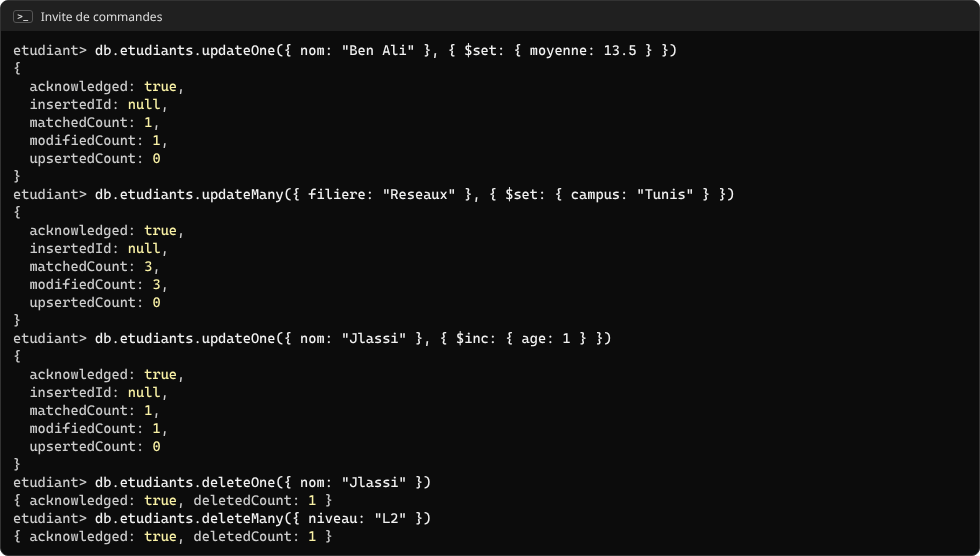 >_ Invite de commandes
etudiant> db.etudiants.updateOne({ nom: "Ben Ali" }, { $set: { moyenne: 13.5 } })
{
  acknowledged: true,
  insertedId: null,
  matchedCount: 1,
  modifiedCount: 1,
  upsertedCount: 0
}
etudiant> db.etudiants.updateMany({ filiere: "Reseaux" }, { $set: { campus: "Tunis" } })
{
  acknowledged: true,
  insertedId: null,
  matchedCount: 3,
  modifiedCount: 3,
  upsertedCount: 0
}
etudiant> db.etudiants.updateOne({ nom: "Jlassi" }, { $inc: { age: 1 } })
{
  acknowledged: true,
  insertedId: null,
  matchedCount: 1,
  modifiedCount: 1,
  upsertedCount: 0
}
etudiant> db.etudiants.deleteOne({ nom: "Jlassi" })
{ acknowledged: true, deletedCount: 1 }
etudiant> db.etudiants.deleteMany({ niveau: "L2" })
{ acknowledged: true, deletedCount: 1 }